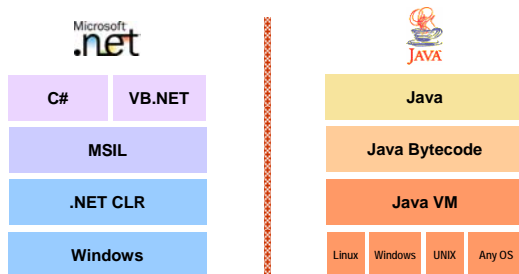 Microsoft
.net
C# VB.NET
MSIL
.NET CLR
Windows
JAVA
Java
Java Bytecode
Java VM
Linux Windows UNIX Any OS